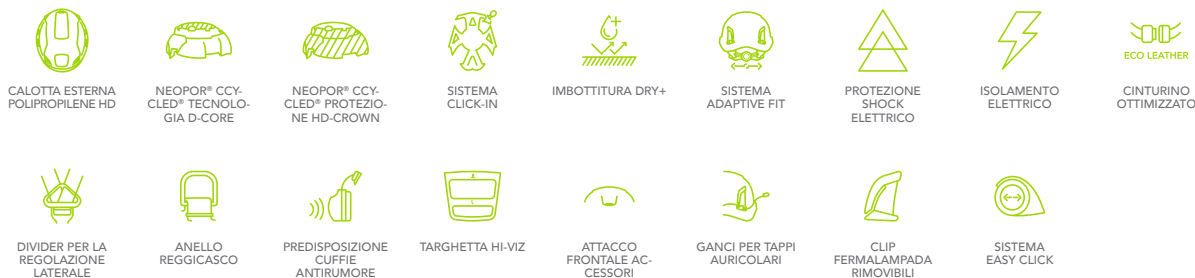 ECO LEATHER
CALOTTA ESTERNA
POLIPROPILENE HD
NEOPOR® CCY-
CLED® TECNOLO-
GIA D-CORE
NEOPOR® CCY-
CLED® PROTEZIO-
NE HD-CROWN
SISTEMA
CLICK-IN
IMBOTTITURA DRY+
SISTEMA
ADAPTIVE FIT
PROTEZIONE
SHOCK
ELETTRICO
ISOLAMENTO
ELETTRICO
CINTURINO
OTTIMIZZATO
DIVIDER PER LA
REGOLAZIONE
LATERALE
ANELLO
REGGICASCO
PREDISPOSIZIONE
CUFFIE
ANTIRUMORE
TARGHETTA HI-VIZ
ATTACCO
FRONTALE AC-
CESSORI
GANCI PER TAPPI
AURICOLARI
CLIP
FERMALAMPADA
RIMOVIBILI
SISTEMA
EASY CLICK